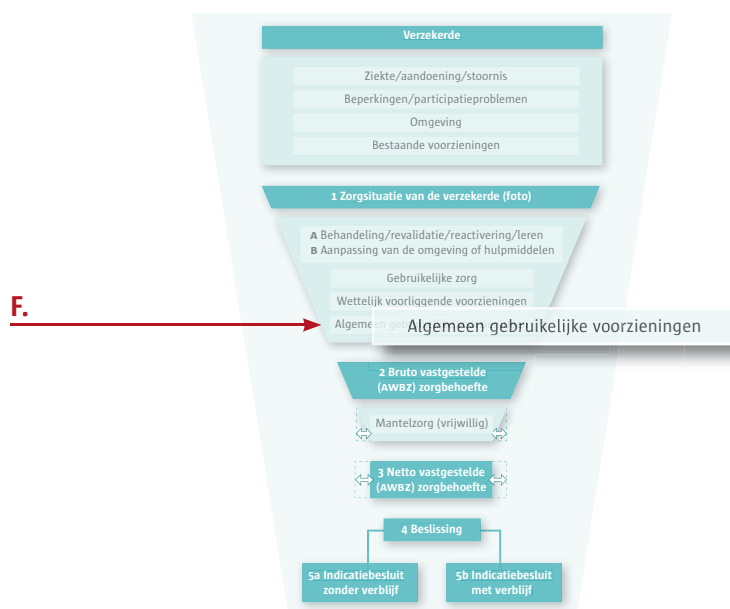 Verzekerde
Ziekte/aandoening/stoornis
Beperkingen/participatieproblemen
Omgeving
Bestaande voorzieningen
1 Zorgsituatie van de verzekerde (foto)
A Behandeling/revalidatie/reactivering/leren
B Aanpassing van de omgeving of hulpmiddelen
Gebruikelijke zorg
Wettelijk voorliggende voorzieningen
F.
Algemeen
Algemeen gebruikelijke voorzieningen
2 Bruto vastgestelde
(AWBZ) zorgbehoefte
Mantelzorg (vrijwillig)
3 Netto vastgestelde
(AWBZ) zorgbehoefte
4 Beslissing
5a Indicatiebesluit
zonder verblijf
5b Indicatiebesluit
met verblijf